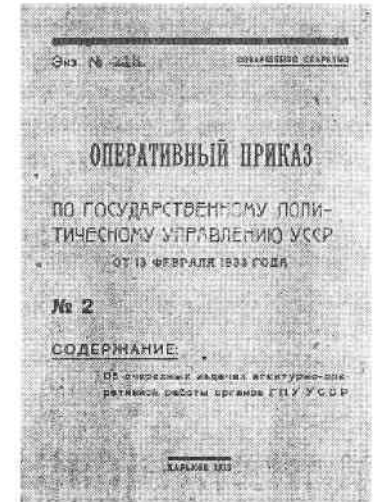 Экз. №
СОВЕРШЕННО СЕКРЕТНО
ОПЕРАТИВНЫЙ ПРИКАЗ
ПО ГОСУДАРСТВЕННОМУ ПОЛИ-
ТИЧЕСКОМУ УПРАВЛЕНИЮ УССР
ОТ 13 ФЕВРАЛЯ 1933 ГОДА
№ 2
СОДЕРЖАНИЕ:
Об очередных задачах агентурно-опе-
ративной работы органов ГПУ УССР
ХАРЬКОВ 1933